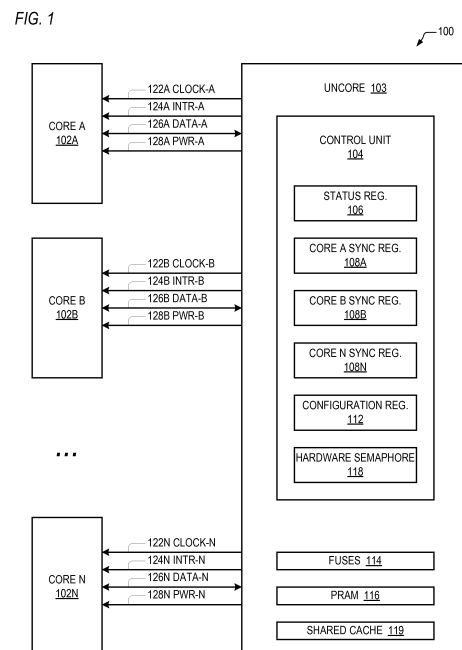 FIG. 1
100
CORE A
102A
122A CLOCK-A
124A INTR-A
126A DATA-A
128A PWR-A
UNCORE 103
CONTROL UNIT
104
STATUS REG.
106
CORE A SYNC REG.
108A
CORE B SYNC REG.
108B
CORE N SYNC REG.
108N
CONFIGURATION REG.
112
HARDWARE SEMAPHORE
118
CORE B
102B
122B CLOCK-B
124B INTR-B
126B DATA-B
128B PWR-B
...
CORE N
102N
122N CLOCK-N
124N INTR-N
126N DATA-N
128N PWR-N
FUSES 114
PRAM 116
SHARED CACHE 119